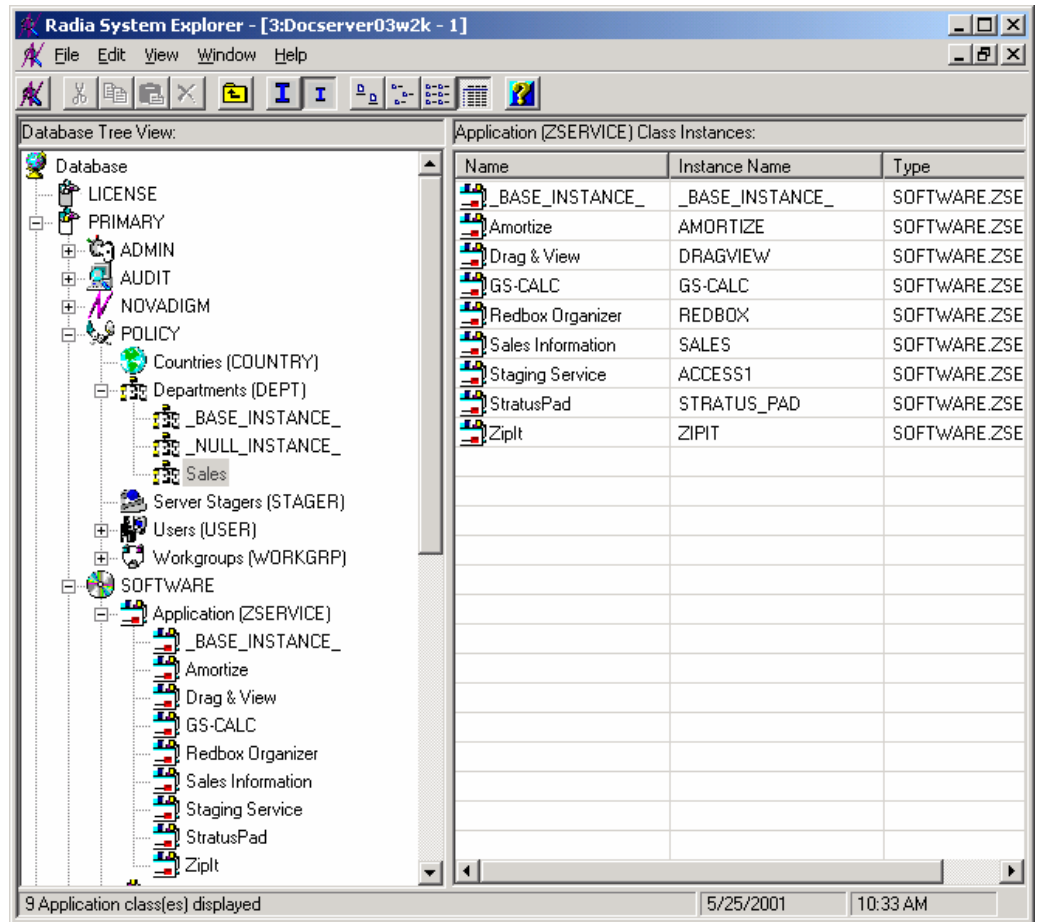 Radia System Explorer - [3:Docserver03w2k - 1]
File Edit View Window Help
Database Tree View:
Application (ZSERVICE) Class Instances:
Database
LICENSE
PRIMARY
ADMIN
AUDIT
NOVADIGM
POLICY
Countries (COUNTRY)
Departments (DEPT)
_BASE_INSTANCE_
_NULL_INSTANCE_
Sales
Server Stagers (STAGER)
Users (USER)
Workgroups (WORKGRP)
SOFTWARE
Application (ZSERVICE)
_BASE_INSTANCE_
Amortize
Drag & View
GS-CALC
Redbox Organizer
Sales Information
Staging Service
StratusPad
ZipIt
Name Instance Name Type
_BASE_INSTANCE_ _BASE_INSTANCE_ SOFTWARE.ZSE
Amortize AMORTIZE SOFTWARE.ZSE
Drag & View DRAGVIEW SOFTWARE.ZSE
GS-CALC GS-CALC SOFTWARE.ZSE
Redbox Organizer REDBOX SOFTWARE.ZSE
Sales Information SALES SOFTWARE.ZSE
Staging Service ACCESS1 SOFTWARE.ZSE
StratusPad STRATUS_PAD SOFTWARE.ZSE
ZipIt ZIPIT SOFTWARE.ZSE
9 Application class(es) displayed 5/25/2001 10:33 AM